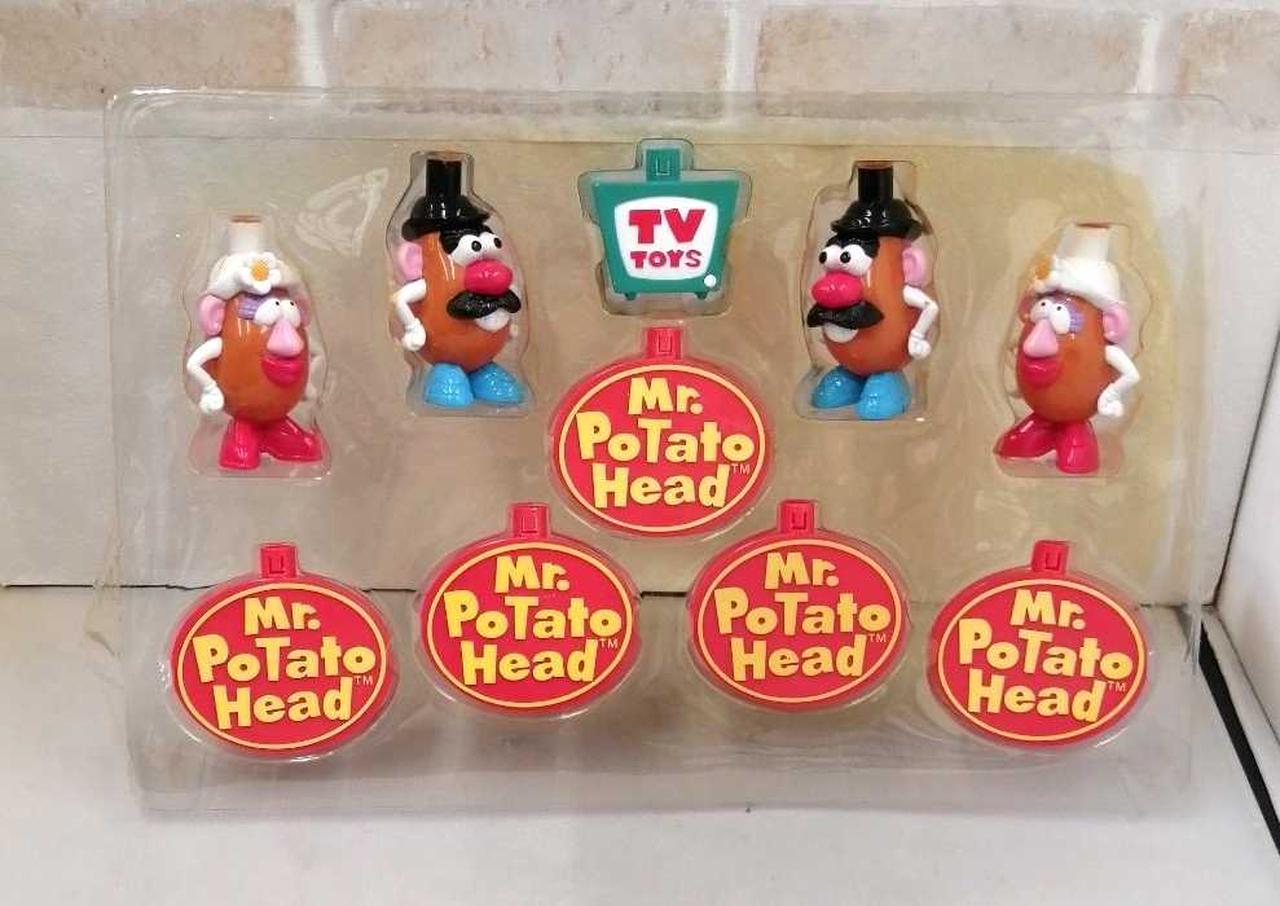 TV
TOYS
Mr.
PoTato
Head™
Mr.
PoTato
Head™
Mr.
PoTato
Head™
Mr.
PoTato
Head™
Mr.
PoTato
Head™